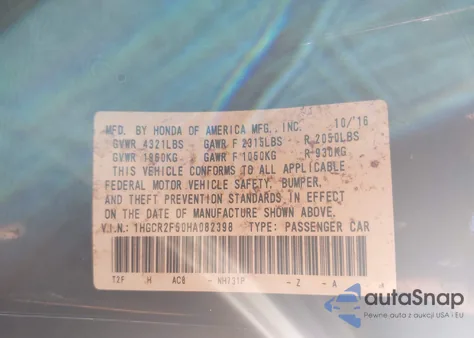 MFD. BY HONDA OF AMERICA MFG., INC. 10/'16
GVWR 4321LBS GAWR F 2315LBS R 2050LBS
GVWR 1960KG GAWR F 1050KG R 930KG
THIS VEHICLE CONFORMS TO ALL APPLICABLE
FEDERAL MOTOR VEHICLE SAFETY, BUMPER,
AND THEFT PREVENTION STANDARDS IN EFFECT
ON THE DATE OF MANUFACTURE SHOWN ABOVE.
V.I.N.: 1HGCR2F50HA082398 TYPE: PASSENGER CAR
T2F .H AC6 - NH731P - Z - A
autaSnap
Pewne auta z aukcji USA i EU